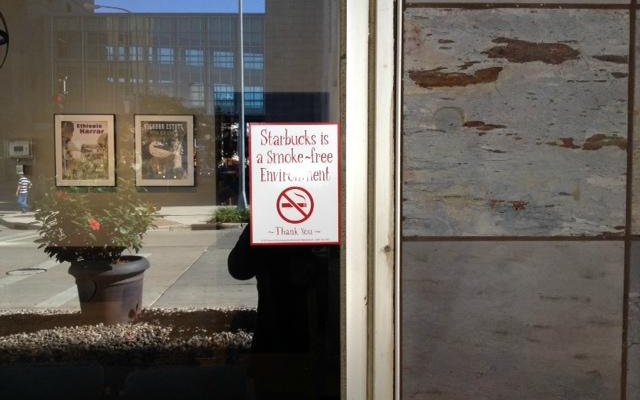 Ethiopia
Harrar
Starbucks is
a Smoke-free
Environment
~ Thank You ~